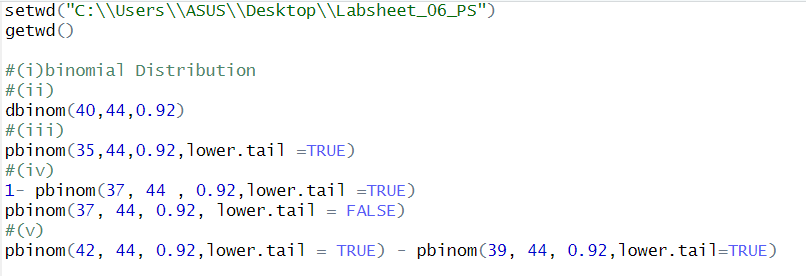 setwd("C:\\Users\\ASUS\\Desktop\\Labsheet_06_PS")
getwd()
#(i)binomial Distribution
#(ii)
dbinom(40,44,0.92)
#(iii)
pbinom(35,44,0.92,lower.tail =TRUE)
#(iv)
1- pbinom(37, 44 , 0.92,lower.tail =TRUE)
pbinom(37, 44, 0.92, lower.tail = FALSE)
#(v)
pbinom(42, 44, 0.92,lower.tail = TRUE) - pbinom(39, 44, 0.92,lower.tail=TRUE)